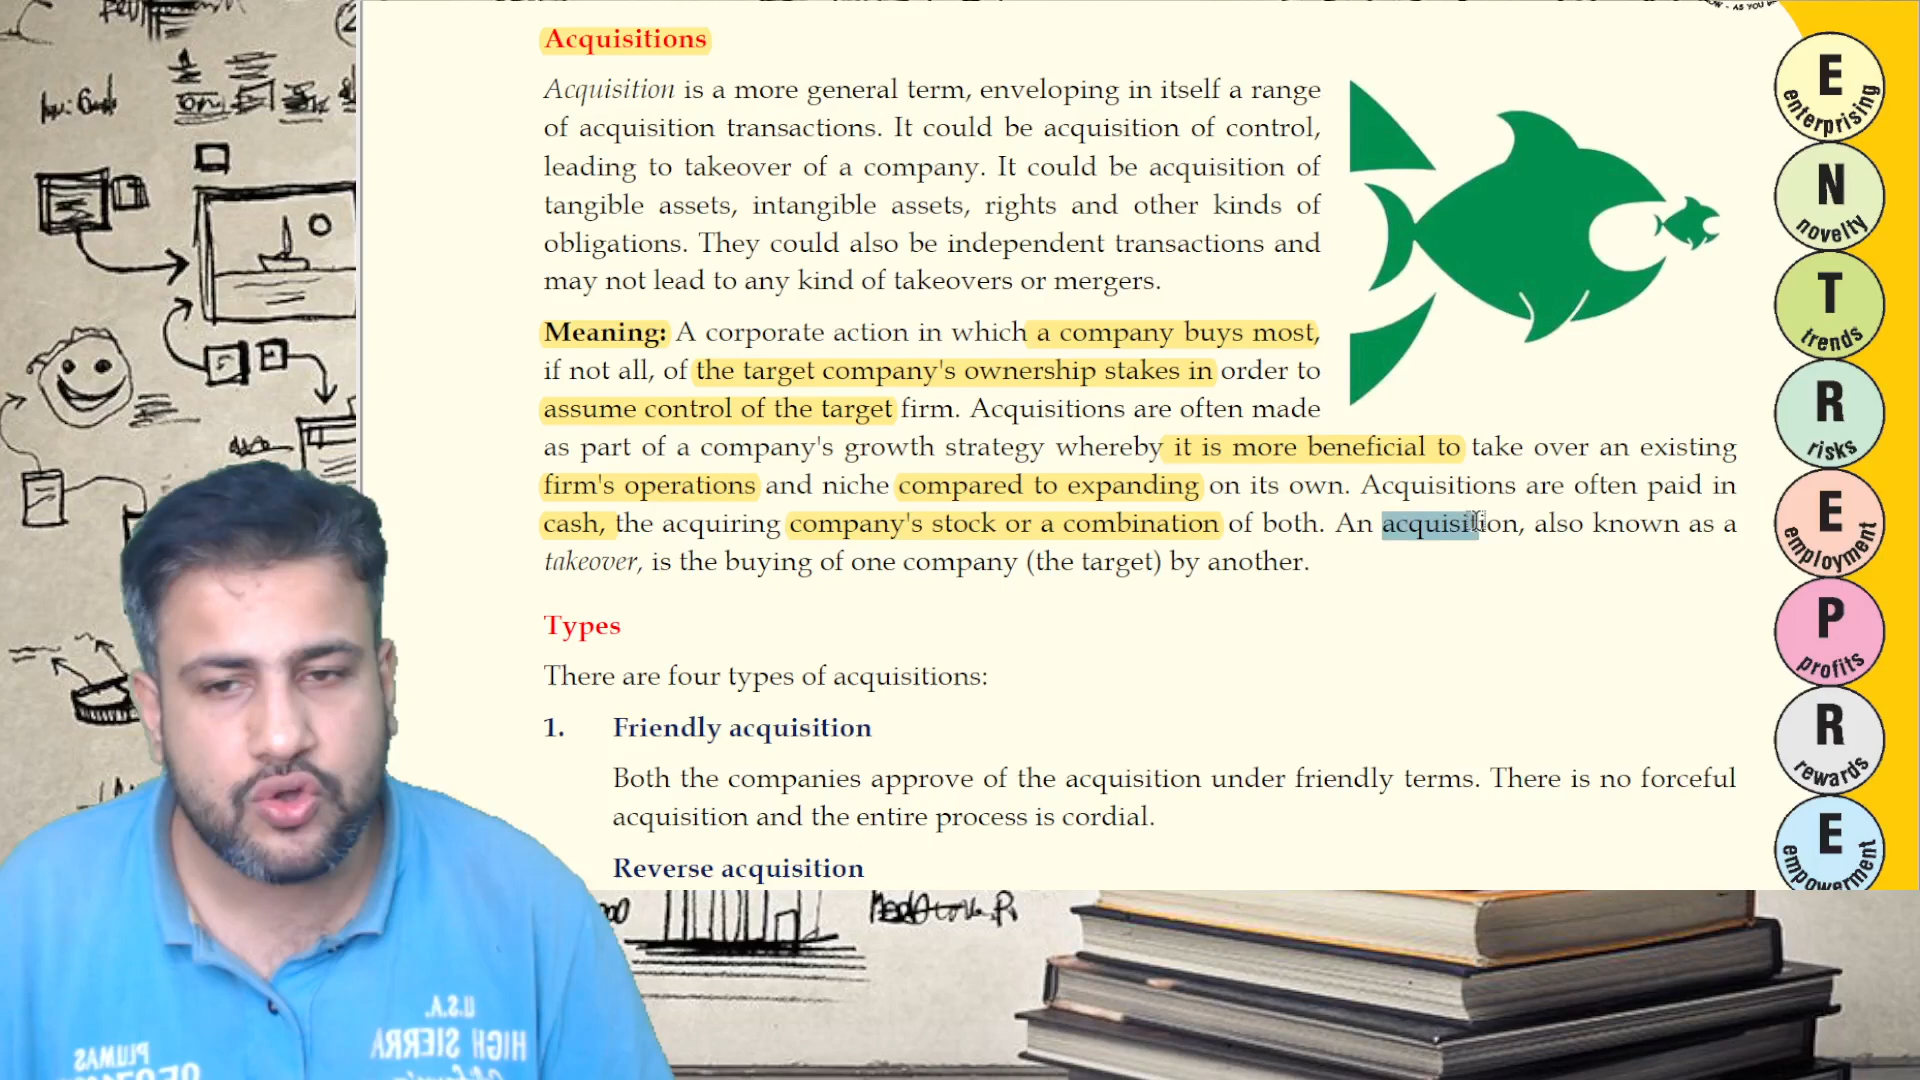 Acquisitions
Acquisition is a more general term, enveloping in itself a range
of acquisition transactions. It could be acquisition of control,
leading to takeover of a company. It could be acquisition of
tangible assets, intangible assets, rights and other kinds of
obligations. They could also be independent transactions and
may not lead to any kind of takeovers or mergers.
Meaning: A corporate action in which a company buys most,
if not all, of the target company's ownership stakes in order to
assume control of the target firm. Acquisitions are often made
as part of a company's growth strategy whereby it is more beneficial to take over an existing
firm's operations and niche compared to expanding on its own. Acquisitions are often paid in
cash, the acquiring company's stock or a combination of both. An acquisition, also known as a
takeover, is the buying of one company (the target) by another.
Types
There are four types of acquisitions:
1. Friendly acquisition
Both the companies approve of the acquisition under friendly terms. There is no forceful
acquisition and the entire process is cordial.
Reverse acquisition
E
enterprising
N
novelty
T
trends
R
risks
E
employment
P
profits
R
rewards
E
empowerment
- AS YOU
U.S.A.
HIGH SIERRA
PLUMAS